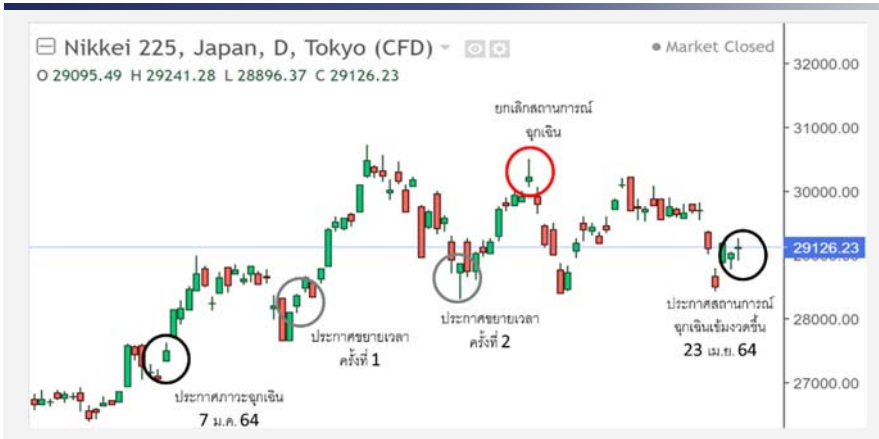 Nikkei 225, Japan, D, Tokyo (CFD)
Market Closed
O 29095.49 H 29241.28 L 28896.37 C 29126.23
32000.00
31000.00
30000.00
29126.23
28000.00
27000.00
ยกเลิกสถานการณ์
ฉุกเฉิน
ประกาศภาวะฉุกเฉิน
7 ม.ค. 64
ประกาศขยายเวลา
ครั้งที่ 1
ประกาศขยายเวลา
ครั้งที่ 2
ประกาศสถานการณ์
ฉุกเฉินเข้มงวดขึ้น
23 เม.ย. 64